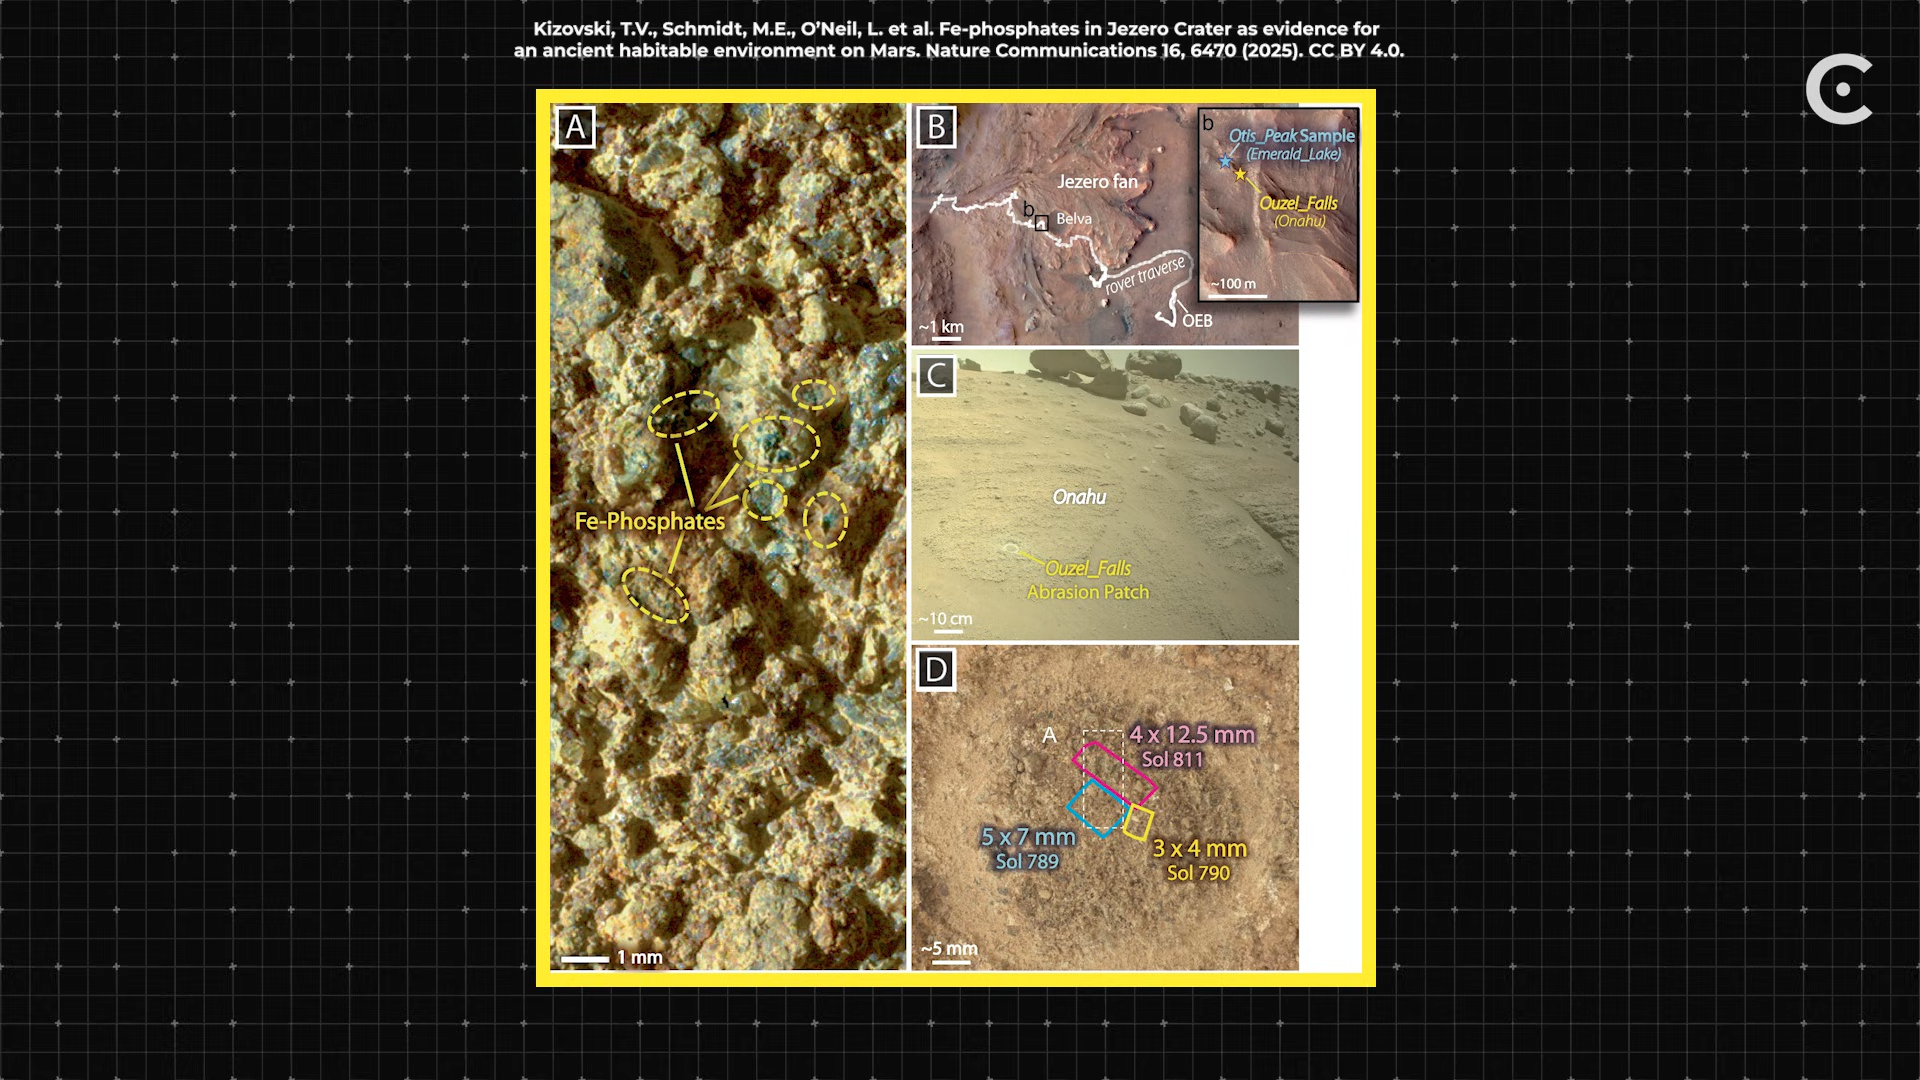 Kizovski, T.V., Schmidt, M.E., O’Neil, L. et al. Fe-phosphates in Jezero Crater as evidence for
an ancient habitable environment on Mars. Nature Communications 16, 6470 (2025). CC BY 4.0.
A
Fe-Phosphates
1 mm
B
Jezero fan
b
Belva
rover traverse
OEB
~1 km
b
Otis_Peak Sample
(Emerald_Lake)
Ouzel_Falls
(Onahu)
~100 m
C
Onahu
Ouzel_Falls
Abrasion Patch
~10 cm
D
A
4 x 12.5 mm
Sol 811
5 x 7 mm
Sol 789
3 x 4 mm
Sol 790
~5 mm